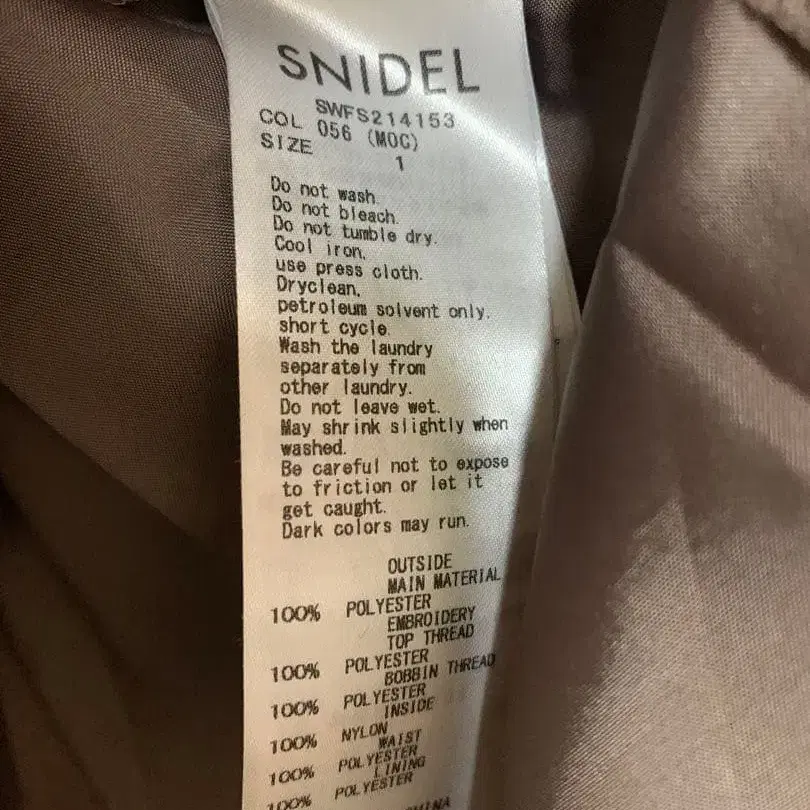 SNIDEL
SWFS214153
COL 056 (MOC)
SIZE 1
Do not wash.
Do not bleach.
Do not tumble dry.
Cool iron,
use press cloth.
Dryclean,
petroleum solvent only.
short cycle.
Wash the laundry
separately from
other laundry.
Do not leave wet.
May shrink slightly when
washed.
Be careful not to expose
to friction or let it
get caught.
Dark colors may run.
OUTSIDE
MAIN MATERIAL
100% POLYESTER
EMBROIDERY
TOP THREAD
100% POLYESTER
BOBBIN THREAD
100% POLYESTER
INSIDE
100% NYLON
WAIST
100% POLYESTER
LINING
100% POLYESTER